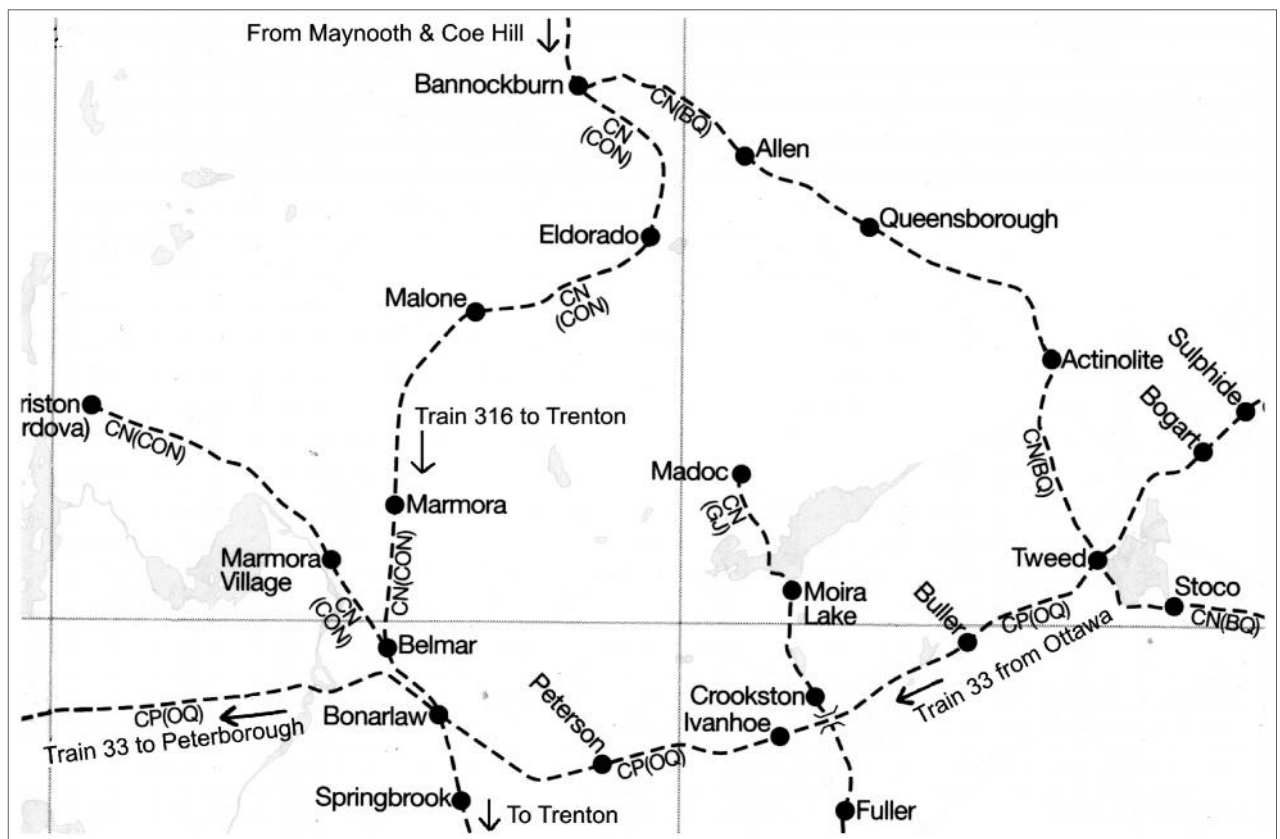 From Maynooth & Coe Hill
Bannockburn
CN(BQ)
CN
(CON)
Allen
Queensborough
Eldorado
CN
(CON)
Malone
Actinolite
Sulphide
Bogart
riston
rdova)
CN(CON)
Train 316 to Trenton
Madoc
CN
(GJ)
CN(BQ)
Marmora
Marmora
Village
CN
(CON)
CN(CON)
Tweed
Moira
Lake
Stoco
CN(BQ)
Buller
CP(OQ)
Train 33 from Ottawa
Belmar
Crookston
Ivanhoe
Peterson
CP(OQ)
CP(OQ)
Train 33 to Peterborough
Bonarlaw
Springbrook
To Trenton
Fuller